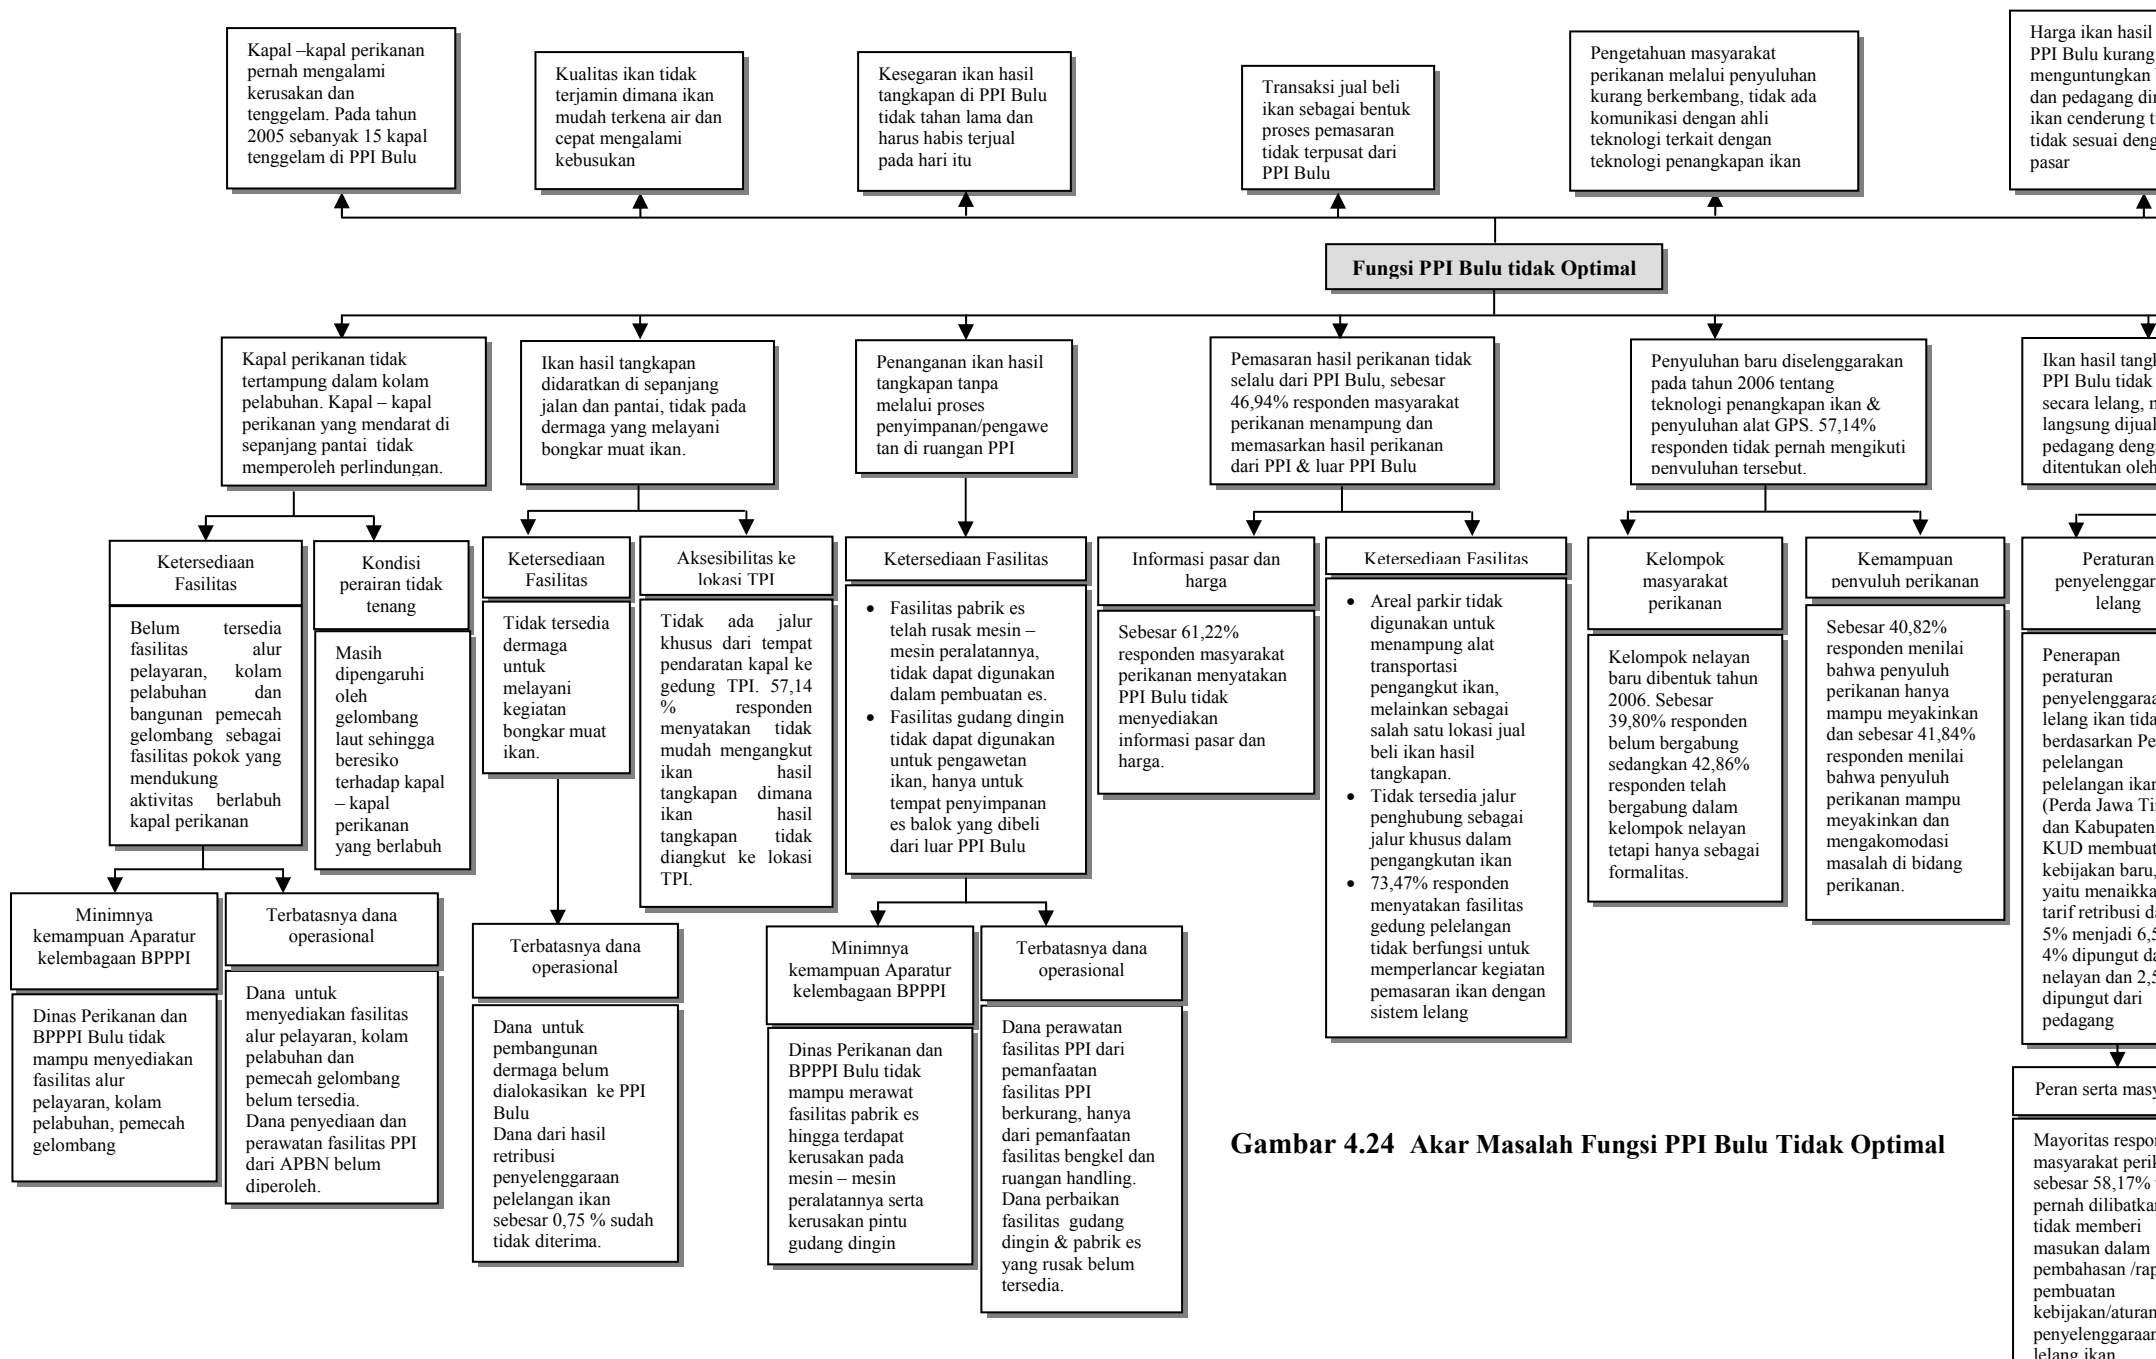 Kapal –kapal perikanan
pernah mengalami
kerusakan dan
tenggelam. Pada tahun
2005 sebanyak 15 kapal
tenggelam di PPI Bulu
Kualitas ikan tidak
terjamin dimana ikan
mudah terkena air dan
cepat mengalami
kebusukan
Kesegaran ikan hasil
tangkapan di PPI Bulu
tidak tahan lama dan
harus habis terjual
pada hari itu
Transaksi jual beli
ikan sebagai bentuk
proses pemasaran
tidak terpusat dari
PPI Bulu
Pengetahuan masyarakat
perikanan melalui penyuluhan
kurang berkembang, tidak ada
komunikasi dengan ahli
teknologi terkait dengan
teknologi penangkapan ikan
Harga ikan hasil
PPI Bulu kurang
menguntungkan
dan pedagang
ikan cenderung
tidak sesuai
pasar
Fungsi PPI Bulu tidak Optimal
Kapal perikanan tidak
tertampung dalam kolam
pelabuhan. Kapal – kapal
perikanan yang mendarat di
sepanjang pantai tidak
memperoleh perlindungan.
Ikan hasil tangkapan
didaratkan di sepanjang
jalan dan pantai, tidak pada
dermaga yang melayani
bongkar muat ikan.
Penanganan ikan hasil
tangkapan tanpa
melalui proses
penyimpanan/pengawe
tan di ruangan PPI
Pemasaran hasil perikanan tidak
selalu dari PPI Bulu, sebesar
46,94% responden masyarakat
perikanan menampung dan
memasarkan hasil perikanan
dari PPI & luar PPI Bulu
Penyuluhan baru diselenggarakan
pada tahun 2006 tentang
teknologi penangkapan ikan &
penyuluhan alat GPS. 57,14%
responden tidak pernah mengikuti
penyuluhan tersebut.
Ikan hasil
PPI Bulu tidak
secara lelang,
langsung dijual
pedagang
ditentukan oleh
Ketersediaan
Fasilitas
Belum tersedia
fasilitas alur
pelayaran, kolam
pelabuhan dan
bangunan pemecah
gelombang sebagai
fasilitas pokok yang
mendukung
aktivitas berlabuh
kapal perikanan
Kondisi
perairan tidak
tenang
Masih
dipengaruhi
oleh
gelombang
laut sehingga
beresiko
terhadap kapal
– kapal
perikanan
yang berlabuh
Ketersediaan
Fasilitas
Tidak tersedia
dermaga
untuk
melayani
kegiatan
bongkar muat
ikan.
Aksesibilitas ke
lokasi TPI
Tidak ada jalur
khusus dari tempat
pendaratan kapal ke
gedung TPI. 57,14
% responden
menyatakan tidak
mudah mengangkut
ikan hasil
tangkapan dimana
ikan hasil
tangkapan tidak
diangkut ke lokasi
TPI.
Ketersediaan Fasilitas
• Fasilitas pabrik es
telah rusak mesin –
mesin peralatannya,
tidak dapat digunakan
dalam pembuatan es.
• Fasilitas gudang dingin
tidak dapat digunakan
untuk pengawetan
ikan, hanya untuk
tempat penyimpanan
es balok yang dibeli
dari luar PPI Bulu
Informasi pasar dan
harga
Sebesar 61,22%
responden masyarakat
perikanan menyatakan
PPI Bulu tidak
menyediakan
informasi pasar dan
harga.
Ketersediaan Fasilitas
• Areal parkir tidak
digunakan untuk
menampung alat
transportasi
pengangkut ikan,
melainkan sebagai
salah satu lokasi jual
beli ikan hasil
tangkapan.
• Tidak tersedia jalur
penghubung sebagai
jalur khusus dalam
pengangkutan ikan
• 73,47% responden
menyatakan fasilitas
gedung pelelangan
tidak berfungsi untuk
memperlancar kegiatan
pemasaran ikan dengan
sistem lelang
Kelompok
masyarakat
perikanan
Kelompok nelayan
baru dibentuk tahun
2006. Sebesar
39,80% responden
belum bergabung
sedangkan 42,86%
responden telah
bergabung dalam
kelompok nelayan
tetapi hanya sebagai
formalitas.
Kemampuan
penyuluh perikanan
Sebesar 40,82%
responden menilai
bahwa penyuluh
perikanan hanya
mampu meyakinkan
dan sebesar 41,84%
responden menilai
bahwa penyuluh
perikanan mampu
meyakinkan dan
mengakomodasi
masalah di bidang
perikanan.
Peraturan
lelang
Penerapan
peraturan
lelang ikan
berdasarkan
pelelangan
pelelangan ikan
(Perda Jawa
dan Kabupaten
KUD membuat
kebijakan baru,
yaitu
tarif retribusi
5% menjadi
4% dipungut
nelayan dan
dipungut dari
pedagang
Minimnya
kemampuan Aparatur
kelembagaan BPPPI
Dinas Perikanan dan
BPPPI Bulu tidak
mampu menyediakan
fasilitas alur
pelayaran, kolam
pelabuhan, pemecah
gelombang
Terbatasnya dana
operasional
Dana untuk
menyediakan fasilitas
alur pelayaran, kolam
pelabuhan dan
pemecah gelombang
belum tersedia.
Dana penyediaan dan
perawatan fasilitas PPI
dari APBN belum
diperoleh.
Terbatasnya dana
operasional
Dana untuk
pembangunan
dermaga belum
dialokasikan ke PPI
Bulu
Dana dari hasil
retribusi
penyelenggaraan
pelelangan ikan
sebesar 0,75 % sudah
tidak diterima.
Minimnya
kemampuan Aparatur
kelembagaan BPPPI
Dinas Perikanan dan
BPPPI Bulu tidak
mampu merawat
fasilitas pabrik es
hingga terdapat
kerusakan pada
mesin – mesin
peralatannya serta
kerusakan pintu
gudang dingin
Terbatasnya dana
operasional
Dana perawatan
fasilitas PPI dari
pemanfaatan
fasilitas PPI
berkurang, hanya
dari pemanfaatan
fasilitas bengkel dan
ruangan handling.
Dana perbaikan
fasilitas gudang
dingin & pabrik es
yang rusak belum
tersedia.
Peran serta
Mayoritas
masyarakat
sebesar 58,17%
pernah
tidak memberi
masukan dalam
pembahasan
pembuatan
kebijakan/aturan
penyelenggaraan
lelang ikan
Gambar 4.24 Akar Masalah Fungsi PPI Bulu Tidak Optimal